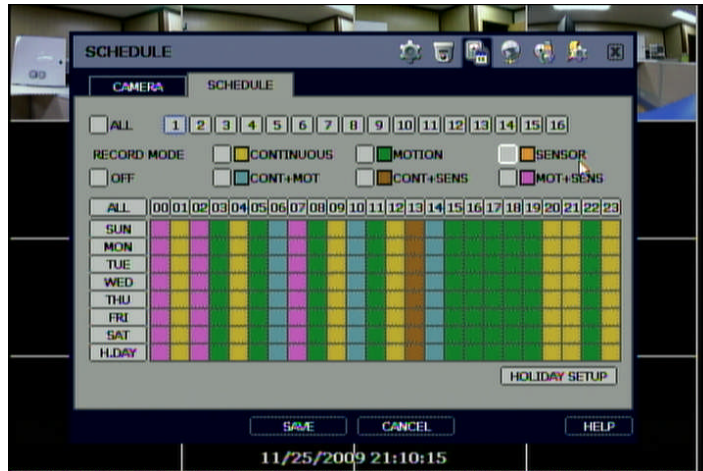 SCHEDULE
CAMERA SCHEDULE
ALL 1 2 3 4 5 6 7 8 9 10 11 12 13 14 15 16
RECORD MODE CONTINUOUS MOTION SENSOR
OFF CONT+MOT CONT+SENS MOT+SENS
ALL 00 01 02 03 04 05 06 07 08 09 10 11 12 13 14 15 16 17 18 19 20 21 22 23
SUN
MON
TUE
WED
THU
FRI
SAT
H.DAY
HOLIDAY SETUP
SAVE CANCEL HELP
11/25/2009 21:10:15